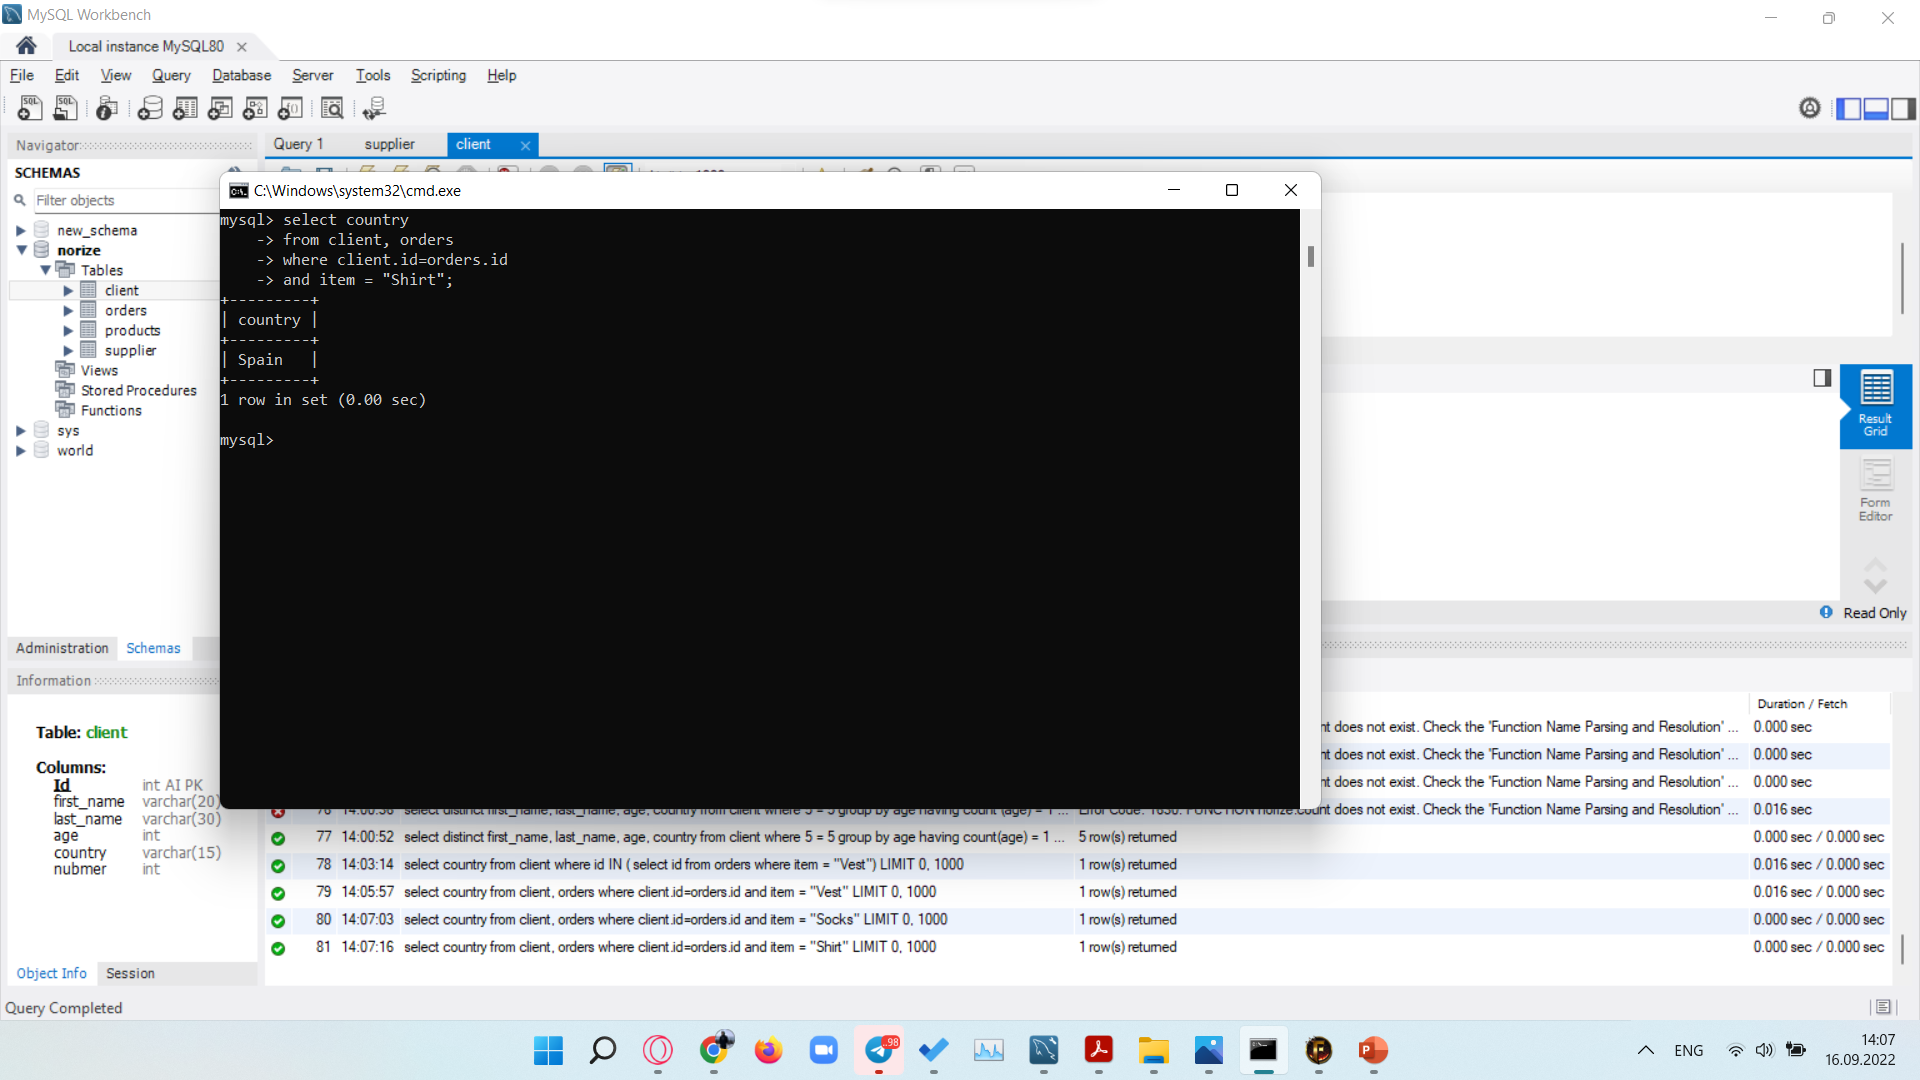 MySQL Workbench
Local instance MySQL80
File Edit View Query Database Server Tools Scripting Help
Navigator
Query 1 supplier client
SCHEMAS
Filter objects
new_schema
norize
Tables
client
orders
products
supplier
Views
Stored Procedures
Functions
sys
world
C:\Windows\system32\cmd.exe
mysql> select country
-> from client, orders
-> where client.id=orders.id
-> and item = "Shirt";
+---------+
| country |
+---------+
| Spain |
+---------+
1 row in set (0.00 sec)
mysql>
Result
Grid
Form
Editor
Read Only
Administration Schemas
Information
Table: client
Columns:
Id int AI PK
first_name varchar(20)
last_name varchar(30)
age int
country varchar(15)
nubmer int
Duration / Fetch
nt does not exist. Check the 'Function Name Parsing and Resolution' ... 0.000 sec
nt does not exist. Check the 'Function Name Parsing and Resolution' ... 0.000 sec
nt does not exist. Check the 'Function Name Parsing and Resolution' ... 0.000 sec
count does not exist. Check the 'Function Name Parsing and Resolution' ... 0.016 sec
77 14:00:52 select distinct first_name, last_name, age, country from client where 5 = 5 group by age having count(age) = 1 ... 5 row(s) returned 0.000 sec / 0.000 sec
78 14:03:14 select country from client where id IN ( select id from orders where item = "Vest") LIMIT 0, 1000 1 row(s) returned 0.016 sec / 0.000 sec
79 14:05:57 select country from client, orders where client.id=orders.id and item = "Vest" LIMIT 0, 1000 1 row(s) returned 0.016 sec / 0.000 sec
80 14:07:03 select country from client, orders where client.id=orders.id and item = "Socks" LIMIT 0, 1000 1 row(s) returned 0.000 sec / 0.000 sec
81 14:07:16 select country from client, orders where client.id=orders.id and item = "Shirt" LIMIT 0, 1000 1 row(s) returned 0.000 sec / 0.000 sec
Object Info Session
Query Completed
..98
ENG
14:07
16.09.2022